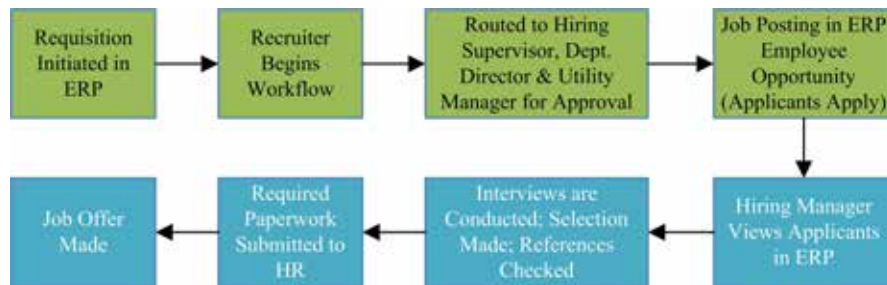 Requisition
Initiated in
ERP
Recruiter
Begins
Workflow
Routed to Hiring
Supervisor, Dept.
Director & Utility
Manager for Approval
Job Posting in ERP
Employee
Opportunity
(Applicants Apply)
Hiring Manager
Views Applicants
in ERP
Interviews are
Conducted; Selection
Made; References
Checked
Required
Paperwork
Submitted to
HR
Job Offer
Made